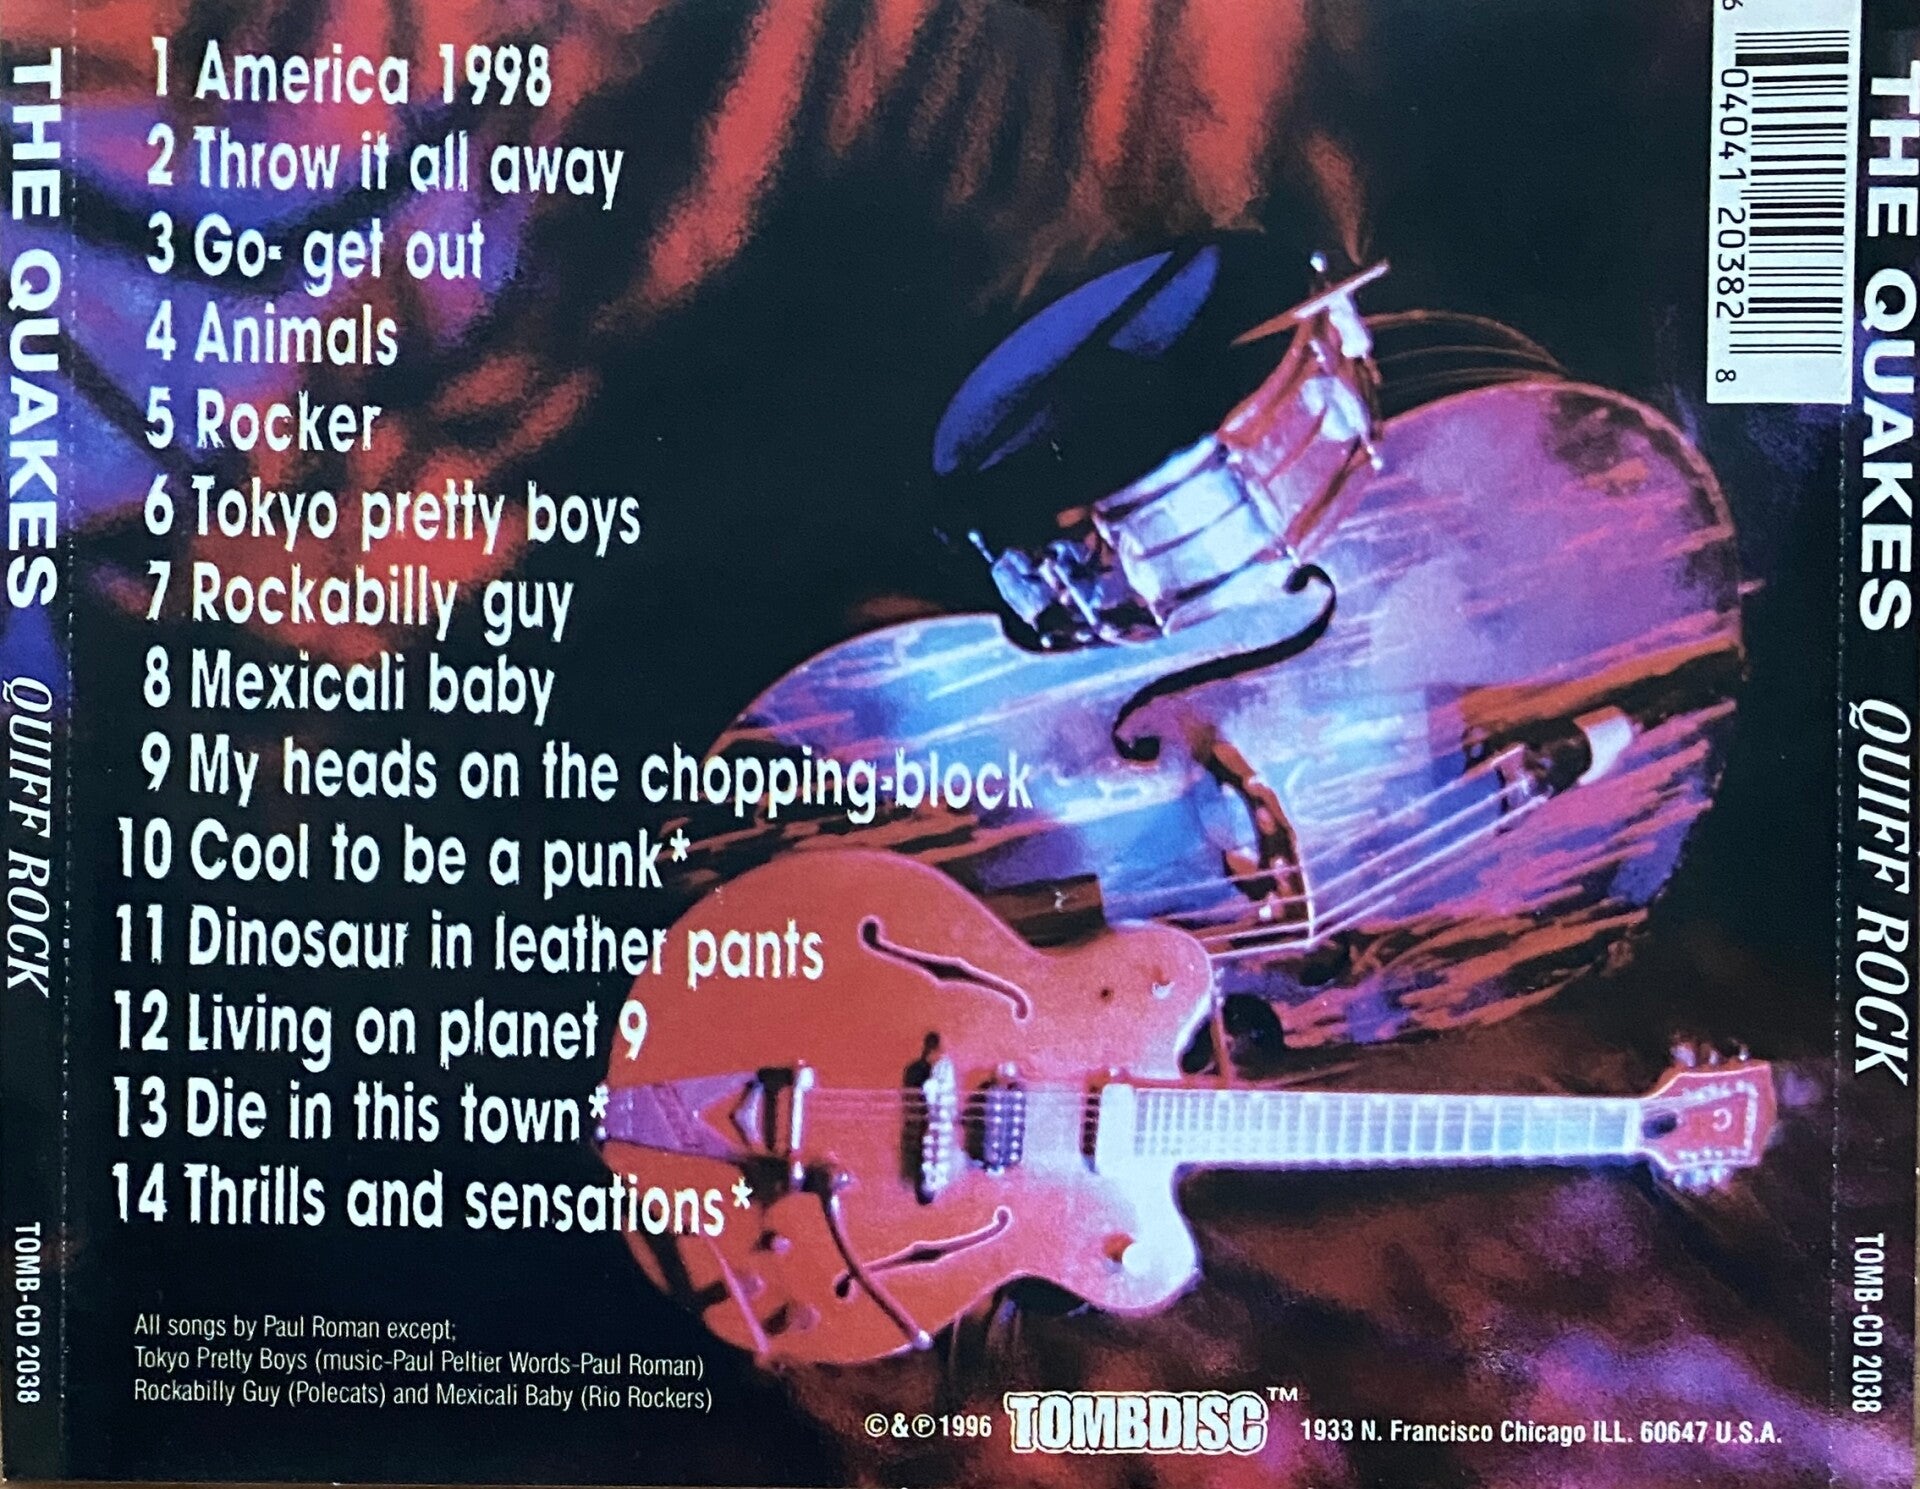 THE QUAKES QUIFF ROCK TOMB-CD 2038
1 America 1998
2 Throw it all away
3 Go- get out
4 Animals
5 Rocker
6 Tokyo pretty boys
7 Rockabilly guy
8 Mexicali baby
9 My heads on the chopping-block
10 Cool to be a punk*
11 Dinosaur in leather pants
12 Living on planet 9
13 Die in this town*
14 Thrills and sensations*
All songs by Paul Roman except;
Tokyo Pretty Boys (music-Paul Peltier Words-Paul Roman)
Rockabilly Guy (Polecats) and Mexicali Baby (Rio Rockers)
©&℗1996 TOMBDISC™ 1933 N. Francisco Chicago ILL. 60647 U.S.A.
6 04041 20382 8
THE QUAKES QUIFF ROCK TOMB-CD 2038